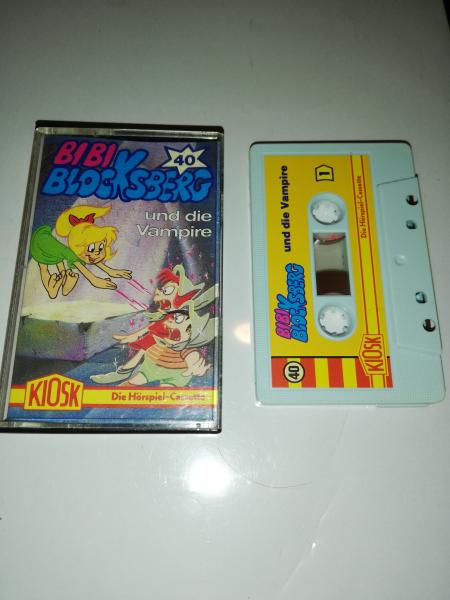 BIBI
40
BLOCKSBERG
und die
Vampire
KIOSK
Die Hörspiel-Cassette
40
BIBI
BLOCKSBERG
und die Vampire
1
KIOSK
Die Hörspiel-Cassette